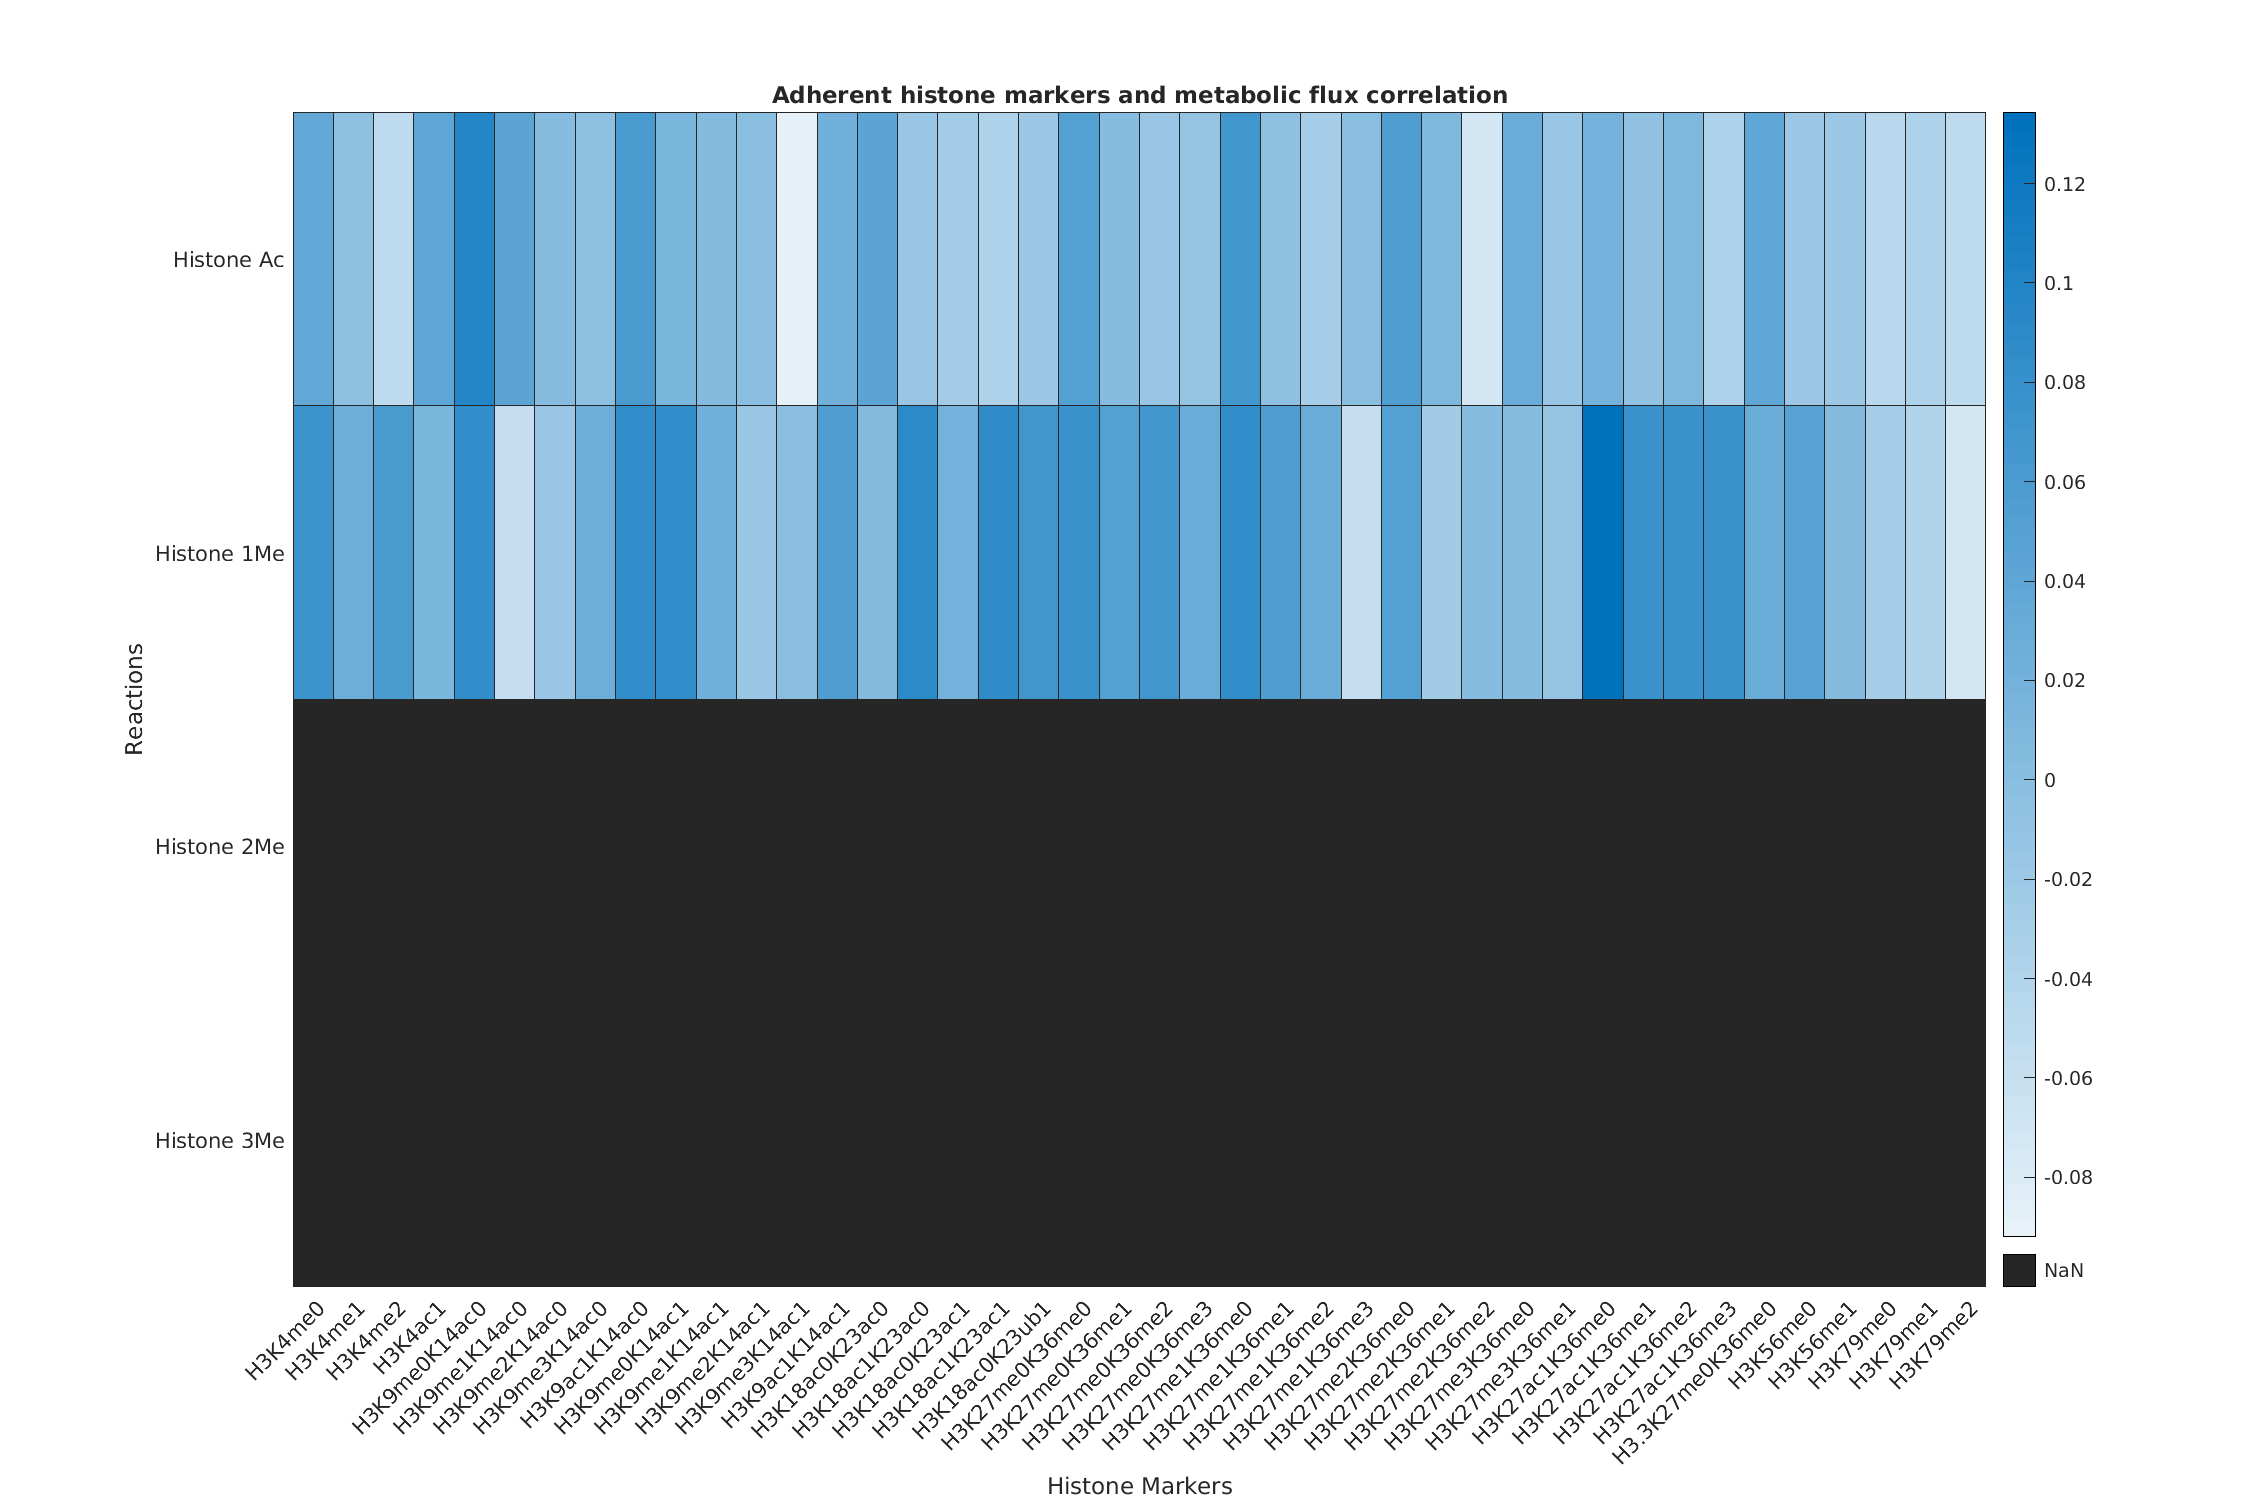 Adherent histone markers and metabolic flux correlation
Reactions
Histone Ac
Histone 1Me
Histone 2Me
Histone 3Me
0.12
0.1
0.08
0.06
0.04
0.02
0
-0.02
-0.04
-0.06
-0.08
NaN
H3K4me0
H3K4me1
H3K4me2
H3K4ac1
H3K9me0K14ac0
H3K9me1K14ac0
H3K9me2K14ac0
H3K9me3K14ac0
H3K9ac1K14ac0
H3K9me0K14ac1
H3K9me1K14ac1
H3K9me2K14ac1
H3K9me3K14ac1
H3K9ac1K14ac1
H3K18ac0K23ac0
H3K18ac1K23ac0
H3K18ac0K23ac1
H3K18ac1K23ac1
H3K18ac0K23ub1
H3K27me0K36me0
H3K27me0K36me1
H3K27me0K36me2
H3K27me0K36me3
H3K27me1K36me0
H3K27me1K36me1
H3K27me1K36me2
H3K27me1K36me3
H3K27me2K36me0
H3K27me2K36me1
H3K27me2K36me2
H3K27me3K36me0
H3K27me3K36me1
H3K27ac1K36me0
H3K27ac1K36me1
H3K27ac1K36me2
H3K27ac1K36me3
H3.3K27me0K36me0
H3K56me0
H3K56me1
H3K79me0
H3K79me1
H3K79me2
Histone Markers